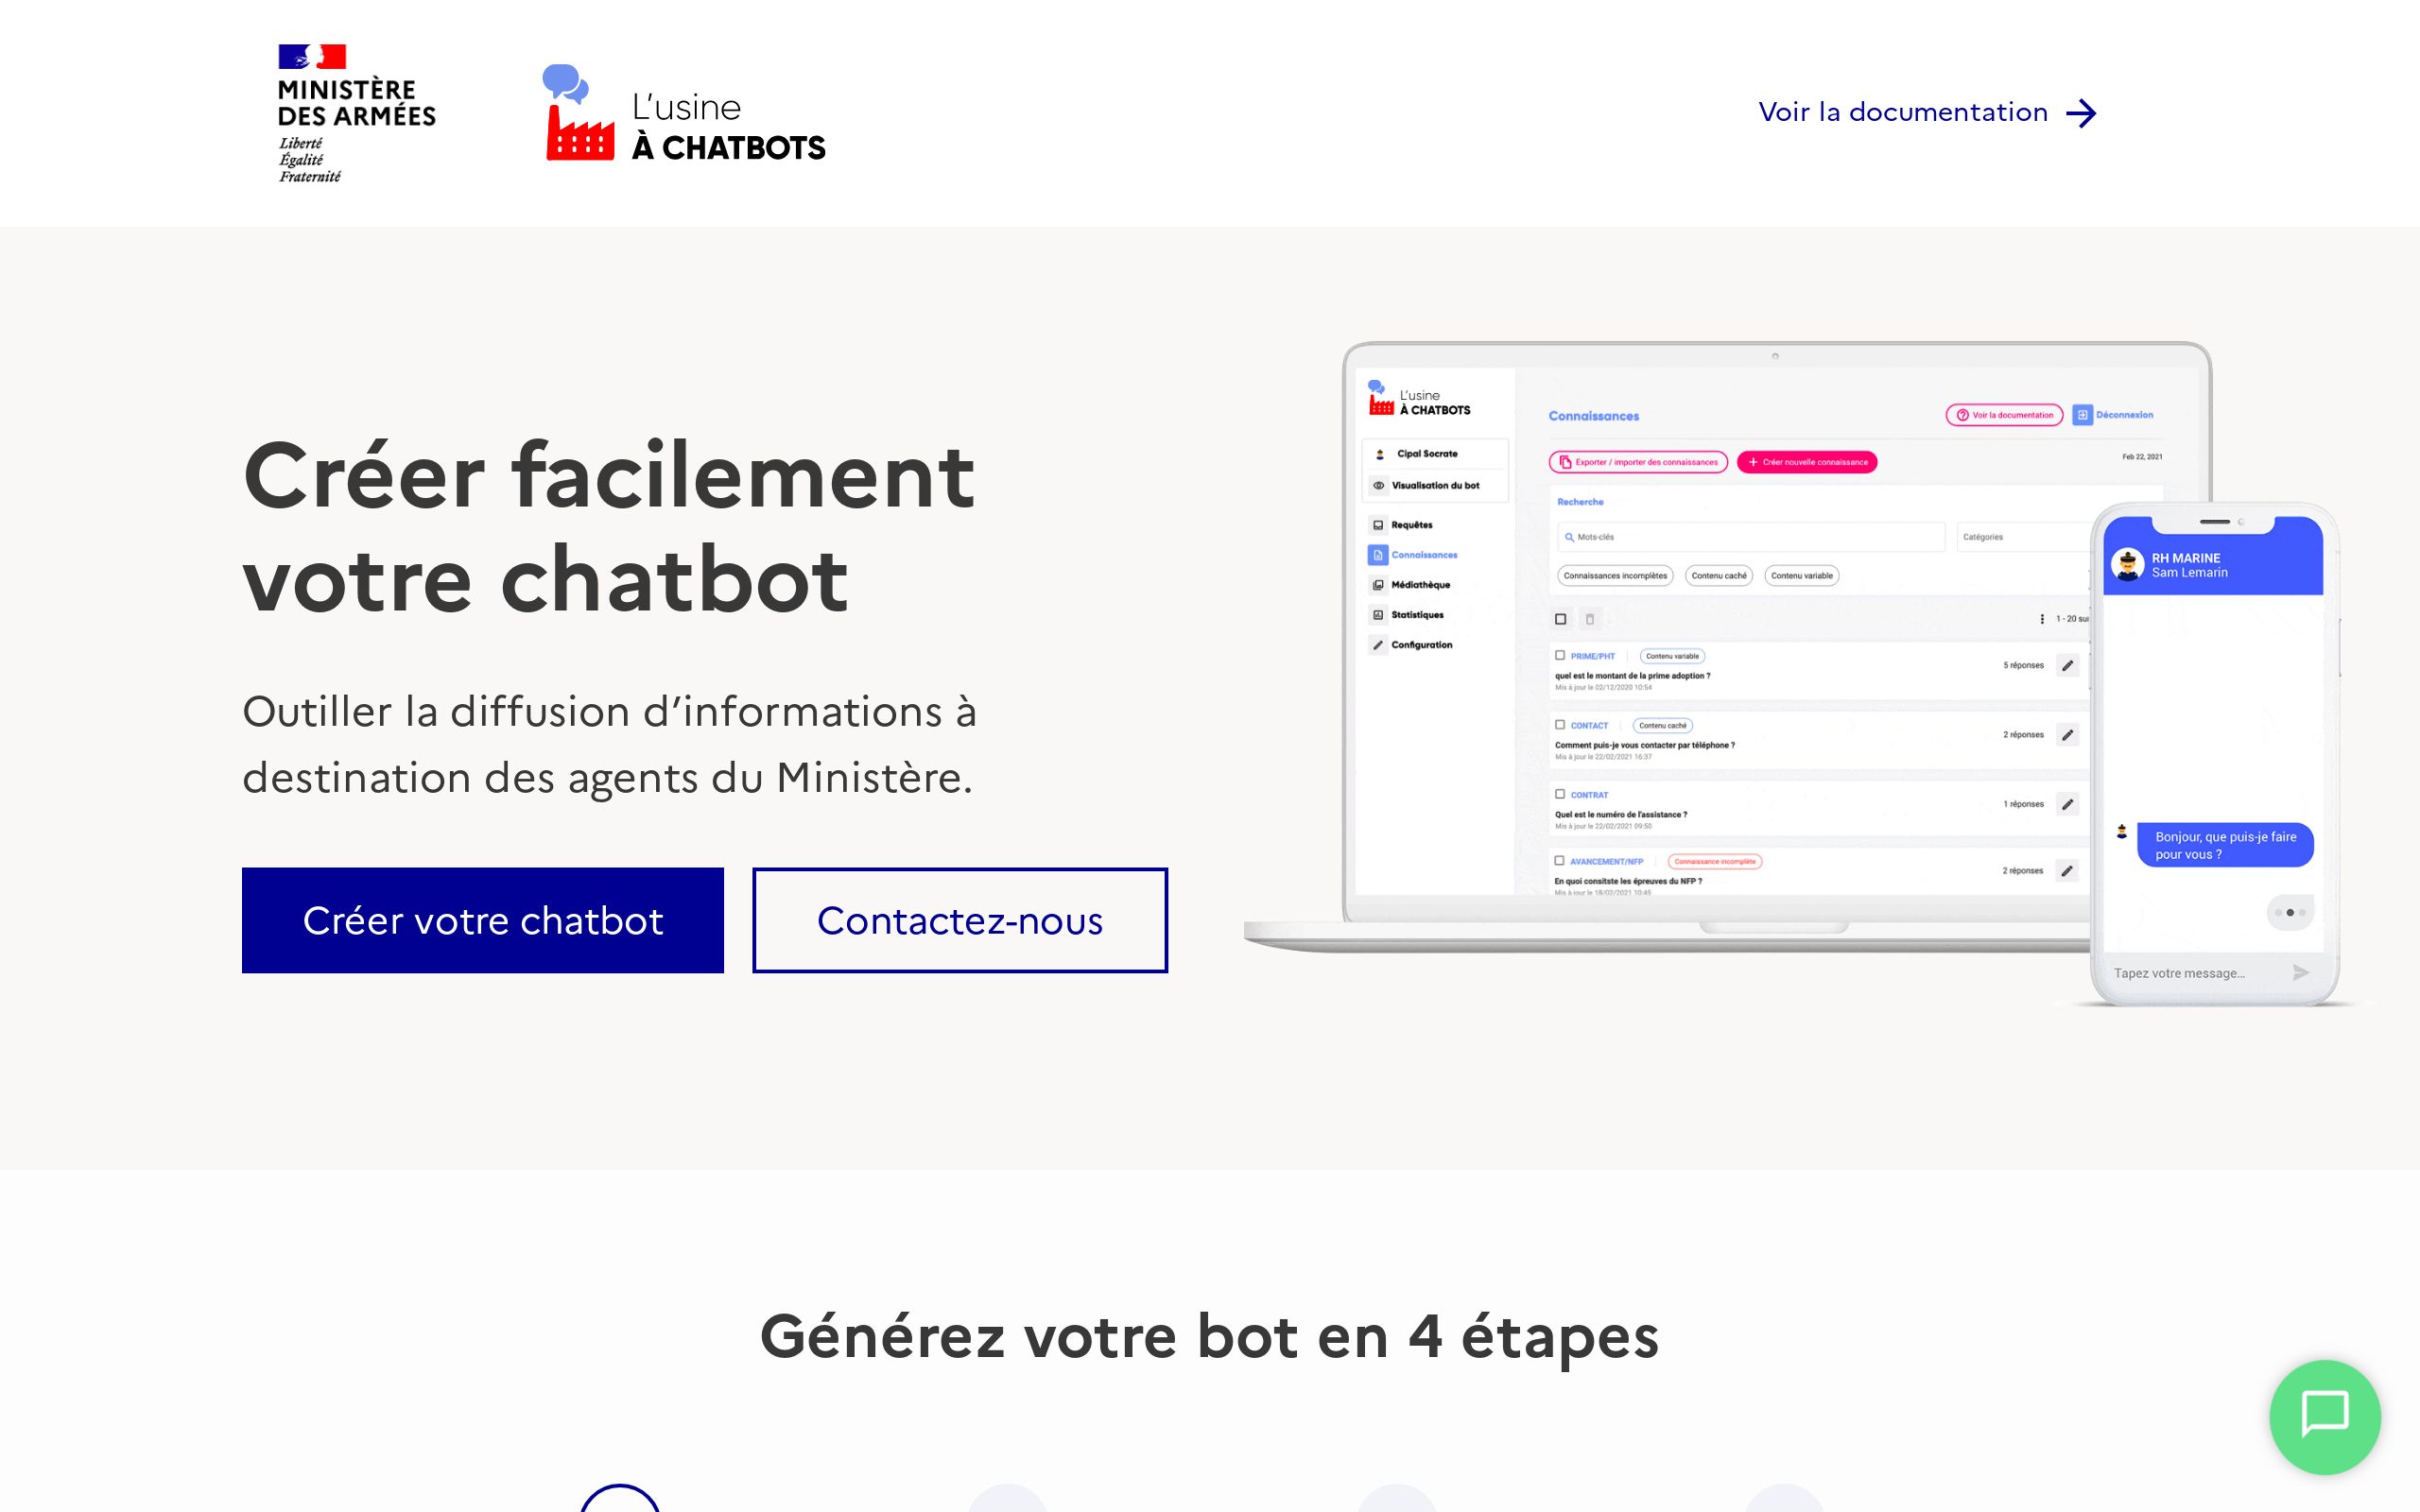 MINISTÈRE
DES ARMÉES
Liberté
Égalité
Fraternité
L'usine
À CHATBOTS
Voir la documentation
Créer facilement
votre chatbot
Outiller la diffusion d’informations à
destination des agents du Ministère.
Créer votre chatbot
Contactez-nous
L'usine
À CHATBOTS
Cipal Socrate
Visualisation du bot
Requêtes
Connaissances
Médiathèque
Statistiques
Configuration
Connaissances
Voir la documentation
Déconnexion
Exporter / importer des connaissances
Créer nouvelle connaissance
Feb 22, 2021
Recherche
Mots-clés
Catégories
Connaissances incomplètes
Contenu caché
Contenu variable
1 - 20 su
PRIME/PHT
Contenu variable
quel est le montant de la prime adoption ?
Mis à jour le 02/12/2020 10:54
5 réponses
CONTACT
Contenu caché
Comment puis-je vous contacter par téléphone ?
Mis à jour le 22/02/2021 16:37
2 réponses
CONTRAT
Quel est le numéro de l'assistance ?
Mis à jour le 22/02/2021 09:50
1 réponses
AVANCEMENT/NFP
Connaissance incomplète
En quoi consitste les épreuves du NFP ?
Mis à jour le 18/02/2021 10:45
2 réponses
RH MARINE
Sam Lemarin
Bonjour, que puis-je faire
pour vous ?
Tapez votre message...
Générez votre bot en 4 étapes